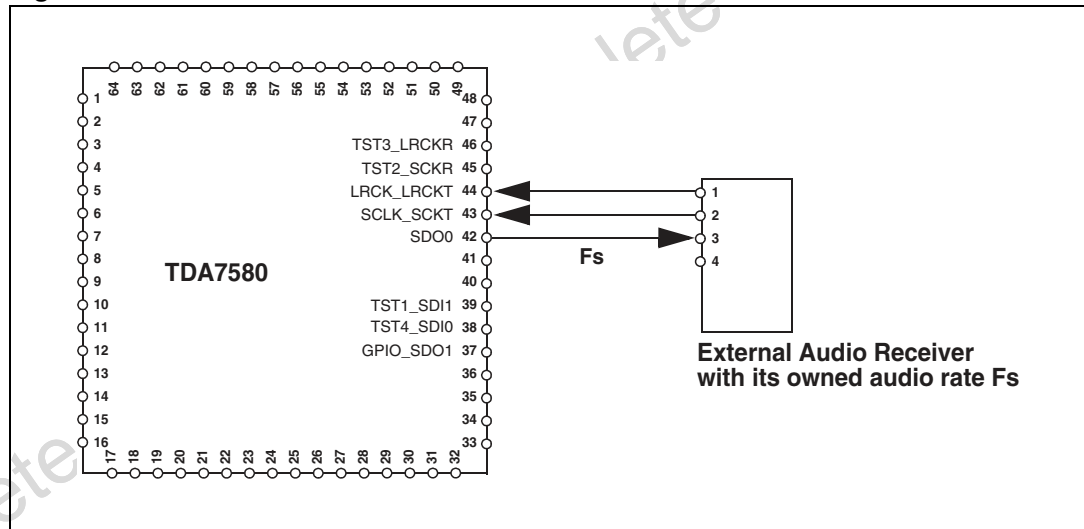 64 63 62 61 60 59 58 57 56 55 54 53 52 51 50 49
1 48
2 47
3 TST3_LRCKR 46
4 TST2_SCKR 45
5 LRCK_LRCKT 44 1
6 SCLK_SCKT 43 2
7 SDO0 42 3
8 41 Fs 4
9 TDA7580 40
10 TST1_SDI1 39
11 TST4_SDI0 38
12 GPIO_SDO1 37
External Audio Receiver
13 36
with its owned audio rate Fs
14 35
15 34
16 33
17 18 19 20 21 22 23 24 25 26 27 28 29 30 31 32